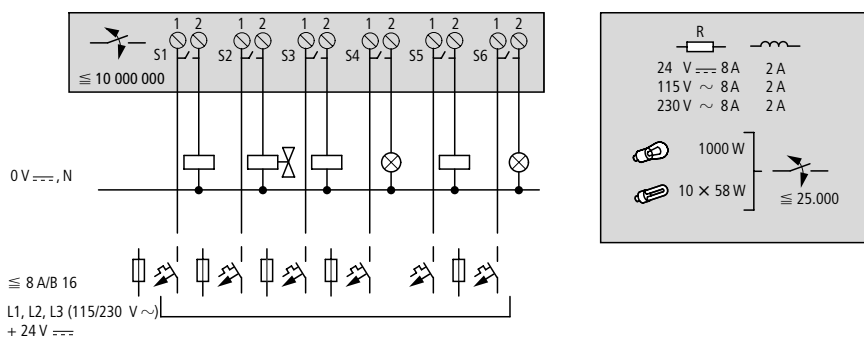 1 2 1 2 1 2 1 2 1 2 1 2
S1 S2 S3 S4 S5 S6
≦ 10 000 000
0 V ⎓, N
≦ 8 A/B 16
L1, L2, L3 (115/230 V ∼)
+ 24 V ⎓
R
24 V ⎓ 8 A 2 A
115 V ∼ 8 A 2 A
230 V ∼ 8 A 2 A
1000 W
10 × 58 W
≦ 25.000